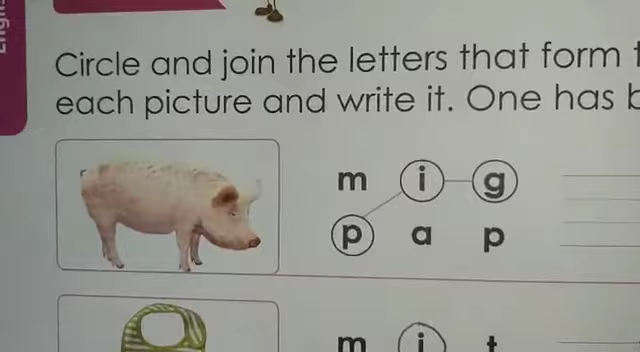 Circle and join the letters that form
each picture and write it. One has
m i g
p a p
m i t